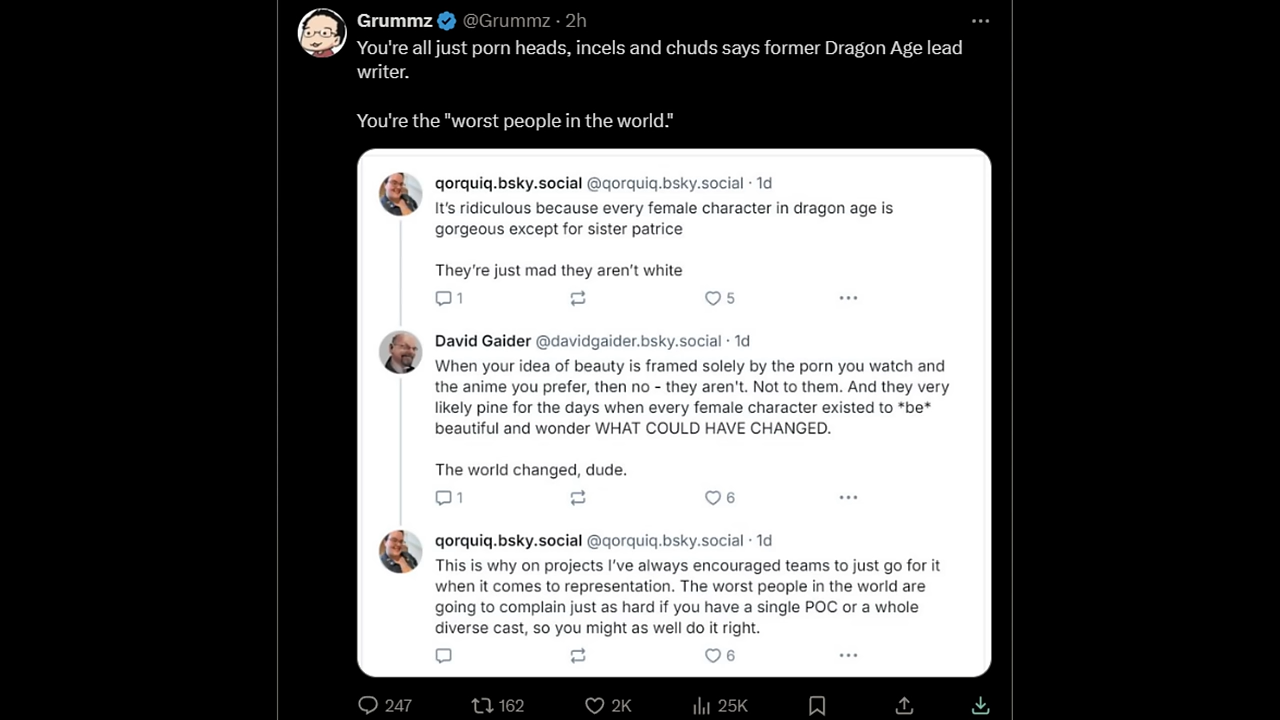 Grummz @Grummz · 2h
You're all just porn heads, incels and chuds says former Dragon Age lead
writer.
You're the "worst people in the world."
qorquiq.bsky.social @qorquiq.bsky.social · 1d
It's ridiculous because every female character in dragon age is
gorgeous except for sister patrice
They're just mad they aren't white
1 5
David Gaider @davidgaider.bsky.social · 1d
When your idea of beauty is framed solely by the porn you watch and
the anime you prefer, then no - they aren't. Not to them. And they very
likely pine for the days when every female character existed to *be*
beautiful and wonder WHAT COULD HAVE CHANGED.
The world changed, dude.
1 6
qorquiq.bsky.social @qorquiq.bsky.social · 1d
This is why on projects I've always encouraged teams to just go for it
when it comes to representation. The worst people in the world are
going to complain just as hard if you have a single POC or a whole
diverse cast, so you might as well do it right.
6
247 162 2K 25K